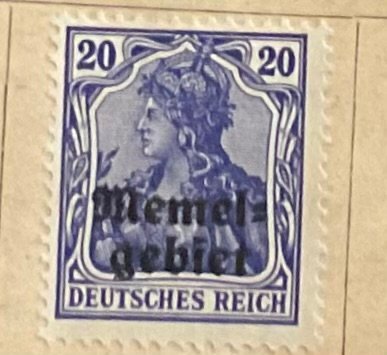 20 20
Memel=
gebiet
DEUTSCHES REICH